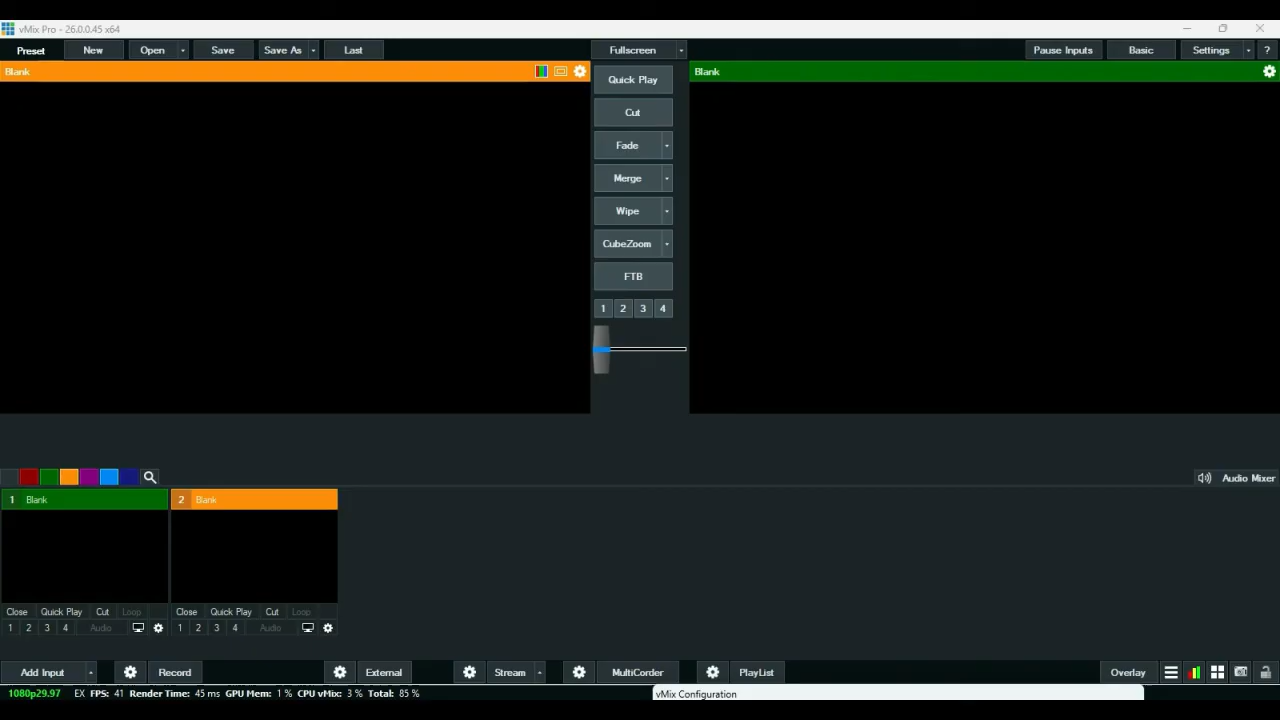 vMix Pro - 26.0.0.45 x64
Preset New Open Save Save As Last Fullscreen Pause Inputs Basic Settings ?
Blank
Blank
Quick Play
Cut
Fade
Merge
Wipe
CubeZoom
FTB
1 2 3 4
Audio Mixer
1 Blank
2 Blank
Close Quick Play Cut Loop
Close Quick Play Cut Loop
1 2 3 4 Audio
1 2 3 4 Audio
Add Input Record External Stream MultiCorder PlayList Overlay
1080p29.97 EX FPS: 41 Render Time: 45 ms GPU Mem: 1 % CPU vMix: 3 % Total: 85 %
vMix Configuration